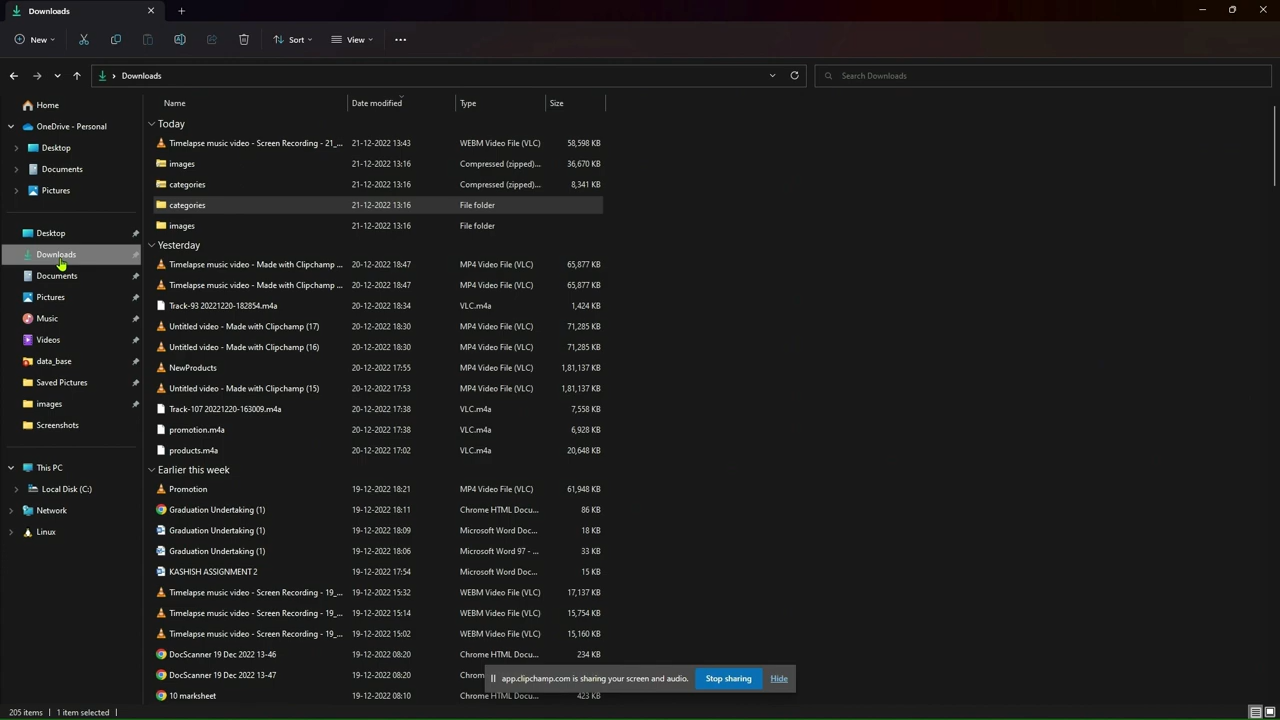 Downloads
New Sort View
Downloads Search Downloads
Home Name Date modified Type Size
OneDrive - Personal Today
Desktop Timelapse music video - Screen Recording - 21_... 21-12-2022 13:43 WEBM Video File (VLC) 58,598 KB
Documents images 21-12-2022 13:16 Compressed (zipped)... 36,670 KB
Pictures categories 21-12-2022 13:16 Compressed (zipped)... 8,341 KB
categories 21-12-2022 13:16 File folder
images 21-12-2022 13:16 File folder
Desktop Yesterday
Downloads Timelapse music video - Made with Clipchamp ... 20-12-2022 18:47 MP4 Video File (VLC) 65,877 KB
Documents Timelapse music video - Made with Clipchamp ... 20-12-2022 18:47 MP4 Video File (VLC) 65,877 KB
Pictures Track-93 20221220-182854.m4a 20-12-2022 18:34 VLC.m4a 1,424 KB
Music Untitled video - Made with Clipchamp (17) 20-12-2022 18:30 MP4 Video File (VLC) 71,285 KB
Videos Untitled video - Made with Clipchamp (16) 20-12-2022 18:30 MP4 Video File (VLC) 71,285 KB
data_base NewProducts 20-12-2022 17:55 MP4 Video File (VLC) 1,81,137 KB
Saved Pictures Untitled video - Made with Clipchamp (15) 20-12-2022 17:53 MP4 Video File (VLC) 1,81,137 KB
images Track-107 20221220-163009.m4a 20-12-2022 17:38 VLC.m4a 7,558 KB
Screenshots promotion.m4a 20-12-2022 17:38 VLC.m4a 6,928 KB
products.m4a 20-12-2022 17:02 VLC.m4a 20,648 KB
This PC Earlier this week
Local Disk (C:) Promotion 19-12-2022 18:21 MP4 Video File (VLC) 61,948 KB
Network Graduation Undertaking (1) 19-12-2022 18:11 Chrome HTML Docu... 86 KB
Linux Graduation Undertaking (1) 19-12-2022 18:09 Microsoft Word Doc... 18 KB
Graduation Undertaking (1) 19-12-2022 18:06 Microsoft Word 97 - ... 33 KB
KASHISH ASSIGNMENT 2 19-12-2022 17:54 Microsoft Word Doc... 15 KB
Timelapse music video - Screen Recording - 19_... 19-12-2022 15:32 WEBM Video File (VLC) 17,137 KB
Timelapse music video - Screen Recording - 19_... 19-12-2022 15:14 WEBM Video File (VLC) 15,754 KB
Timelapse music video - Screen Recording - 19_... 19-12-2022 15:02 WEBM Video File (VLC) 15,160 KB
DocScanner 19 Dec 2022 13-46 19-12-2022 08:20 Chrome HTML Docu... 234 KB
DocScanner 19 Dec 2022 13-47 19-12-2022 08:20 Chrom
app.clipchamp.com is sharing your screen and audio. Stop sharing Hide
10 marksheet 19-12-2022 08:10 Chrome HTML Docu... 423 KB
205 items 1 item selected